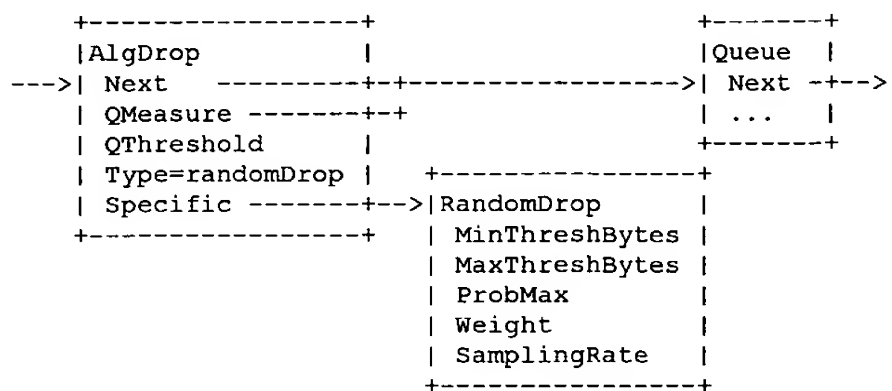 +-----------------+                      +-------+
     |AlgDrop          |                      |Queue  |
 --->| Next  ----------+-+------------------->| Next -+-->
     | QMeasure -------+-+                    | ...   |
     | QThreshold      |                      +-------+
     | Type=randomDrop |   +----------------+
     | Specific -------+-->|RandomDrop      |
     +-----------------+   | MinThreshBytes |
                           | MaxThreshBytes |
                           | ProbMax        |
                           | Weight         |
                           | SamplingRate   |
                           +----------------+